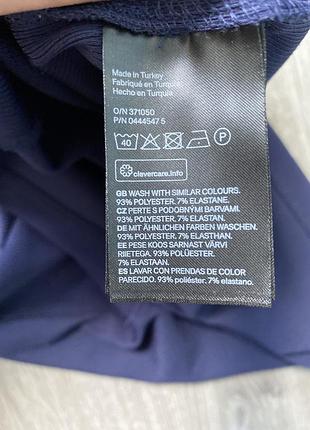 Made in Turkey
Fabriqué en Turquie
Hecho en Turquía
O/N 371050
P/N 0444547 5
40 P
clevercare.info
GB WASH WITH SIMILAR COLOURS.
93% POLYESTER. 7% ELASTANE.
CZ PERTE S PODOBNÝMI BARVAMI.
93% POLYESTER. 7% ELASTAN.
DE MIT ÄHNLICHEN FARBEN WASCHEN.
93% POLYESTER. 7% ELASTHAN.
EE PESE KOOS SARNAST VÄRVI
RIIETEGA. 93% POLÜESTER.
7% ELASTAAN.
ES LAVAR CON PRENDAS DE COLOR
PARECIDO. 93% poliéster. 7% elastano.